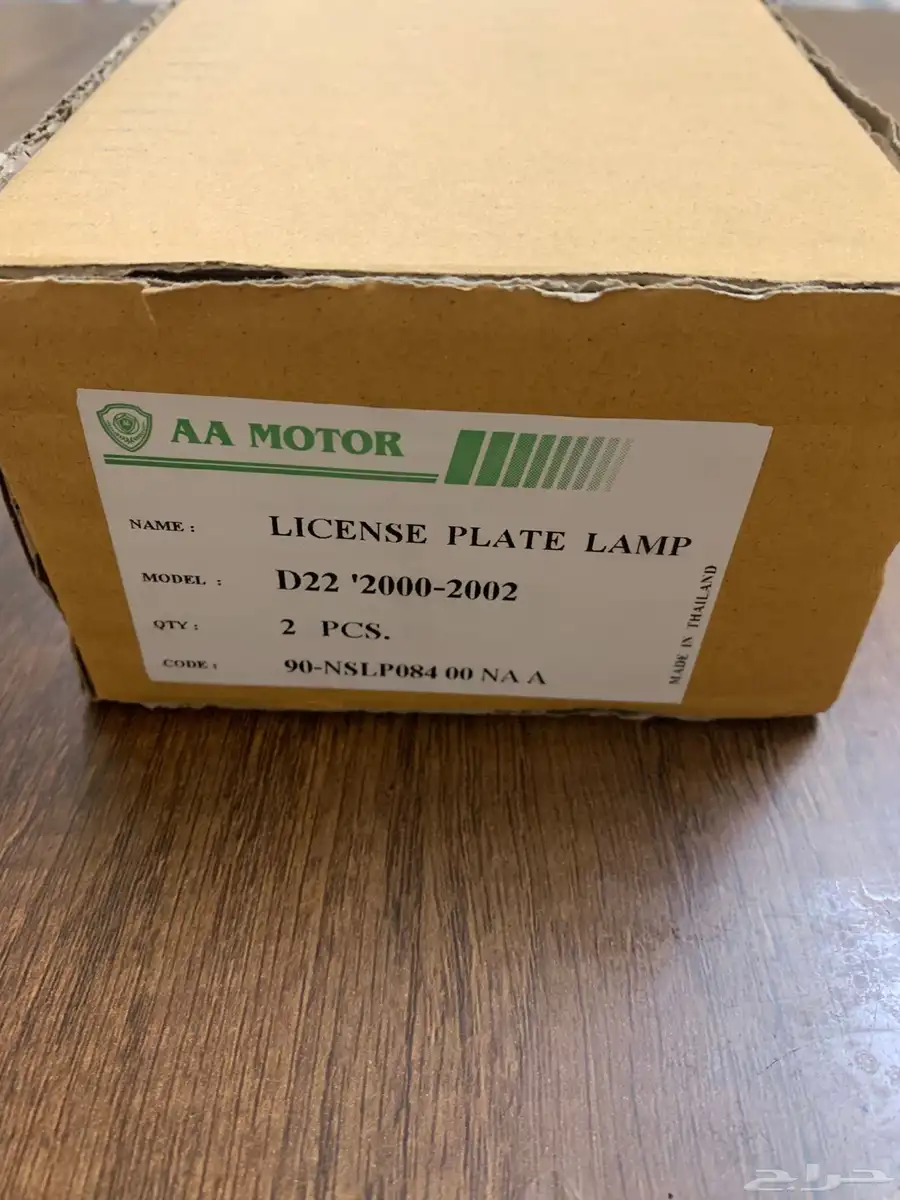 AA MOTOR
NAME : LICENSE PLATE LAMP
MODEL : D22 '2000-2002
QTY : 2 PCS.
CODE : 90-NSLP084 00 NA A
MADE IN THAILAND
حراج